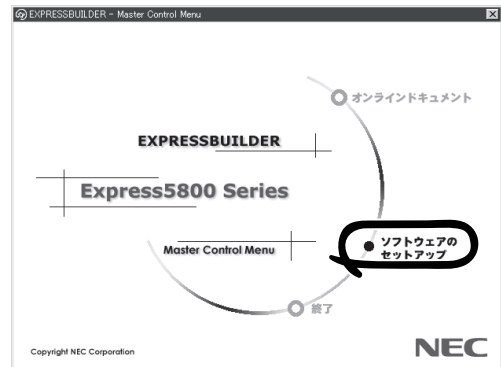 EXPRESSBUILDER - Master Control Menu
オンラインドキュメント
EXPRESSBUILDER
Express5800 Series
Master Control Menu
ソフトウェアの
セットアップ
終了
Copyright NEC Corporation
NEC